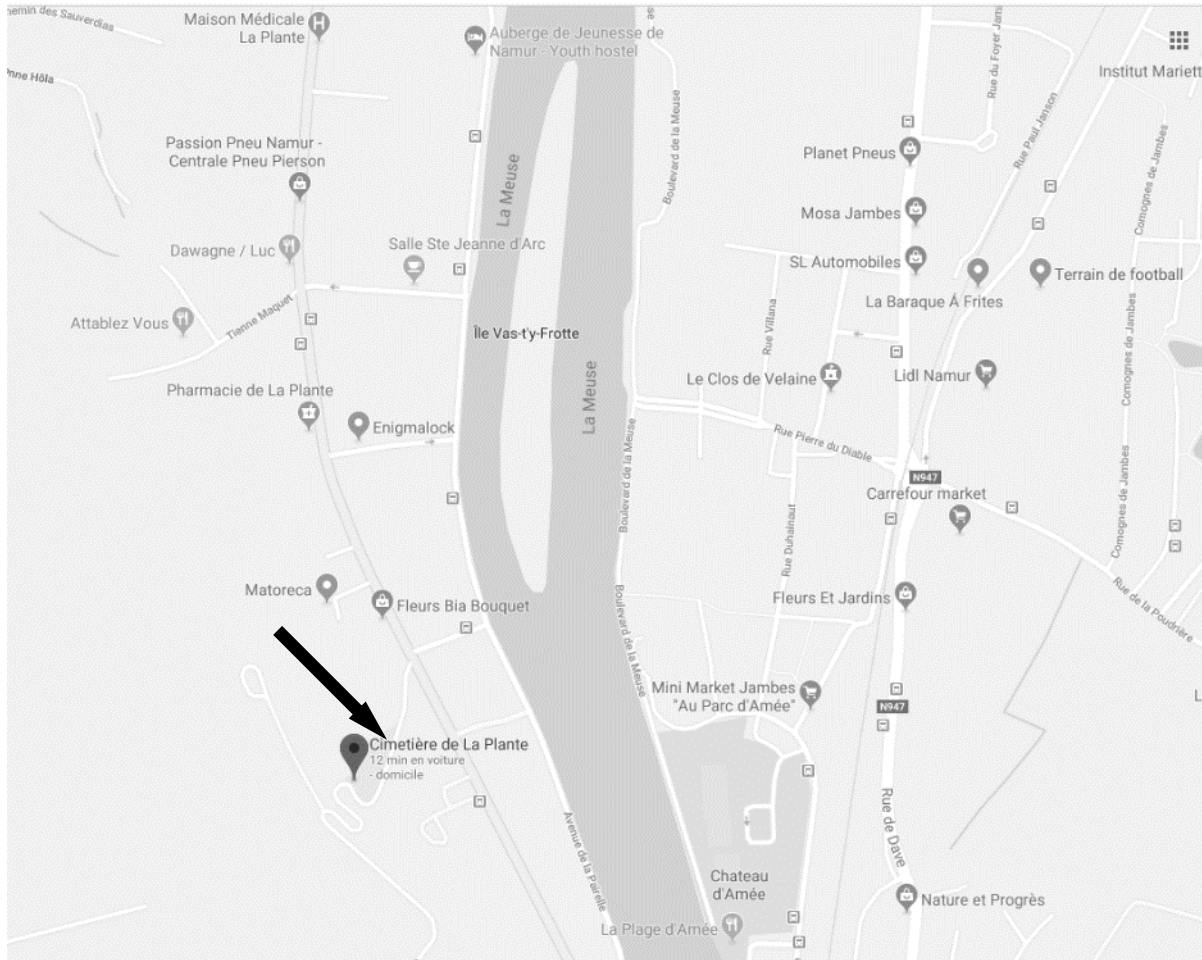 hemin des Sauverdias
Maison Médicale
La Plante
H
Auberge de Jeunesse de
Namur - Youth hostel
Rue du Foyer Jam
Institut Mariett
nne Hôla
Passion Pneu Namur -
Centrale Pneu Pierson
La Meuse
Boulevard de la Meuse
Planet Pneus
Rue Paul Janson
Comognes de Jambes
Mosa Jambes
Dawagne / Luc
Salle Ste Jeanne d'Arc
SL Automobiles
Terrain de football
La Baraque Á Frites
Tienne Maquet
Attablez Vous
Île Vas-t'y-Frotte
Rue Villana
Comognes de Jambes
Pharmacie de La Plante
La Meuse
Le Clos de Velaine
Lidl Namur
Enigmalock
Boulevard de la Meuse
Rue Pierre du Diable
N947
Carrefour market
Comognes de Jambes
Rue Duhainaut
Matoreca
Fleurs Bia Bouquet
Boulevard de la Meuse
Fleurs Et Jardins
Rue de la Poudrière
Mini Market Jambes
"Au Parc d'Amée"
N947
L
Cimetière de La Plante
12 min en voiture
- domicile
Avenue de la Pairelle
Rue de Dave
Chateau
d'Amée
La Plage d'Amée
Nature et Progrès